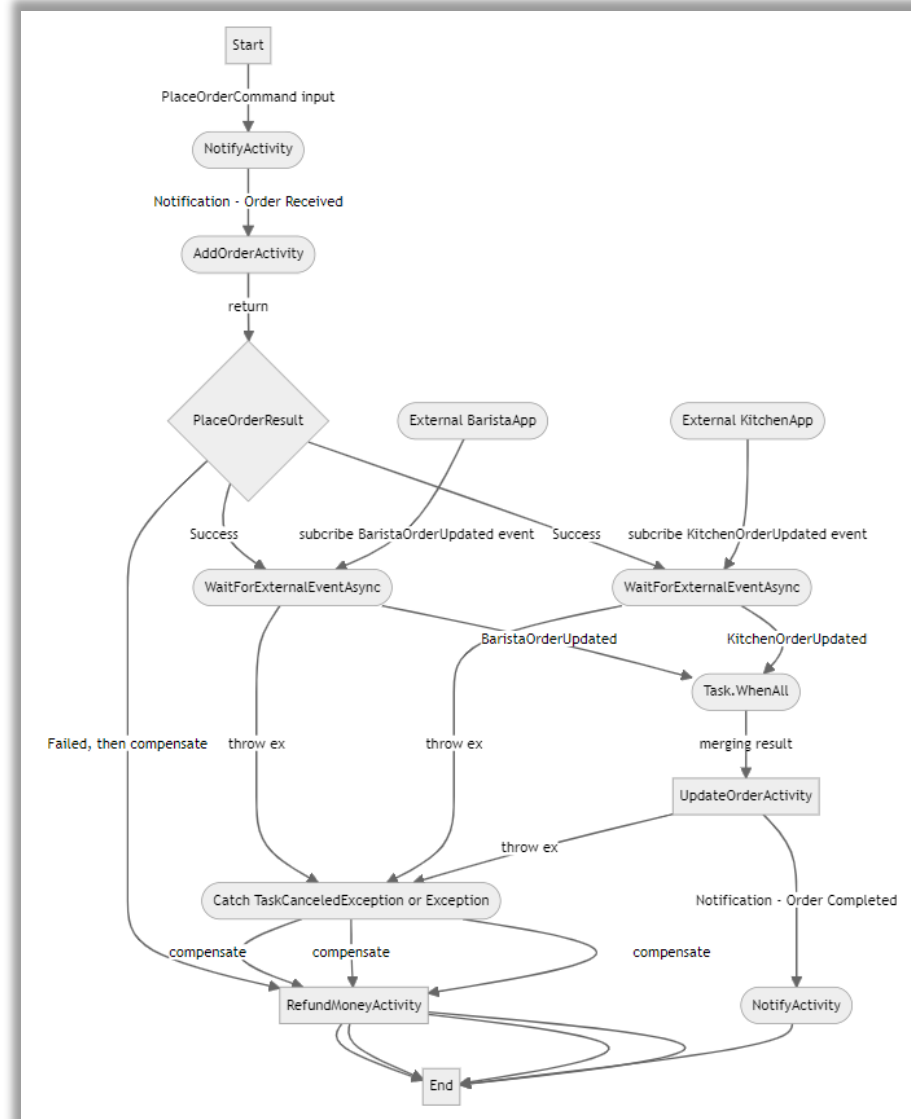 Start
PlaceOrderCommand input
NotifyActivity
Notification - Order Received
AddOrderActivity
return
PlaceOrderResult
External BaristaApp
External KitchenApp
Success
subcribe BaristaOrderUpdated event
Success
subcribe KitchenOrderUpdated event
WaitForExternalEventAsync
WaitForExternalEventAsync
BaristaOrderUpdated
KitchenOrderUpdated
Task.WhenAll
Failed, then compensate
throw ex
throw ex
merging result
UpdateOrderActivity
throw ex
Catch TaskCanceledException or Exception
Notification - Order Completed
compensate
compensate
compensate
RefundMoneyActivity
NotifyActivity
End